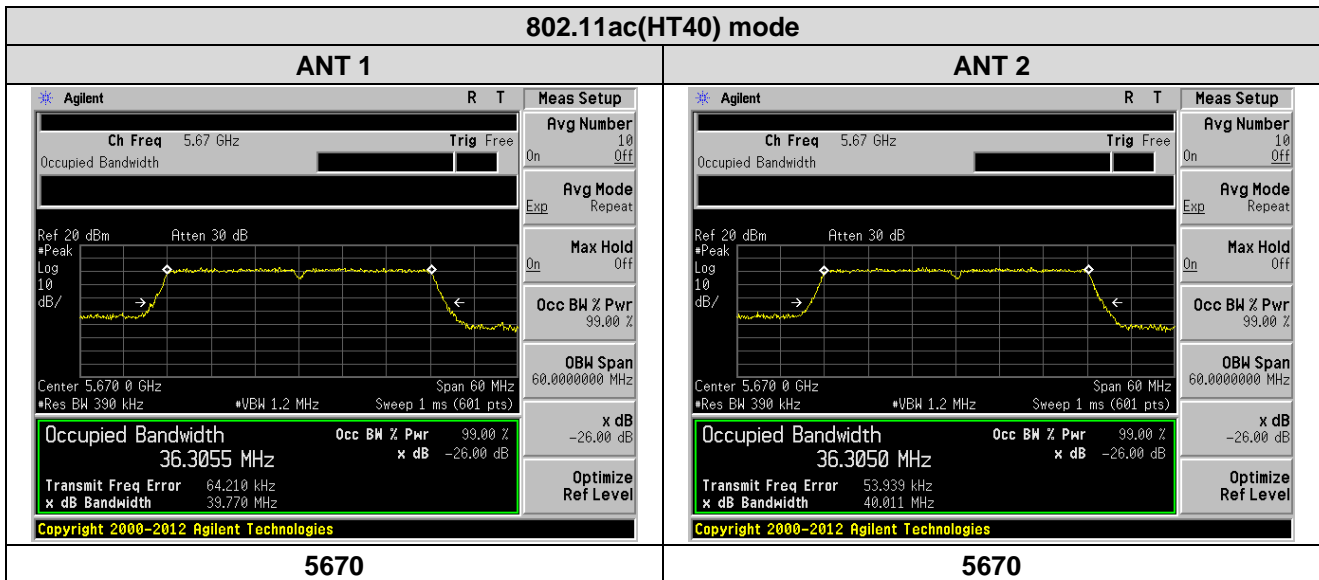 802.11ac(HT40) mode
ANT 1
ANT 2
Agilent R T Meas Setup
Ch Freq 5.67 GHz Trig Free
Occupied Bandwidth
Avg Number
10
On Off
Avg Mode
Exp Repeat
Ref 20 dBm Atten 30 dB
#Peak
Log
10
dB/
Max Hold
On Off
Occ BW % Pwr
99.00 %
OBW Span
60.0000000 MHz
Center 5.670 0 GHz Span 60 MHz
#Res BW 390 kHz #VBW 1.2 MHz Sweep 1 ms (601 pts)
x dB
-26.00 dB
Occupied Bandwidth Occ BW % Pwr 99.00 %
36.3055 MHz x dB -26.00 dB
Transmit Freq Error 64.210 kHz
x dB Bandwidth 39.770 MHz
Optimize
Ref Level
Copyright 2000-2012 Agilent Technologies
Agilent R T Meas Setup
Ch Freq 5.67 GHz Trig Free
Occupied Bandwidth
Avg Number
10
On Off
Avg Mode
Exp Repeat
Ref 20 dBm Atten 30 dB
#Peak
Log
10
dB/
Max Hold
On Off
Occ BW % Pwr
99.00 %
OBW Span
60.0000000 MHz
Center 5.670 0 GHz Span 60 MHz
#Res BW 390 kHz #VBW 1.2 MHz Sweep 1 ms (601 pts)
x dB
-26.00 dB
Occupied Bandwidth Occ BW % Pwr 99.00 %
36.3050 MHz x dB -26.00 dB
Transmit Freq Error 53.939 kHz
x dB Bandwidth 40.011 MHz
Optimize
Ref Level
Copyright 2000-2012 Agilent Technologies
5670
5670